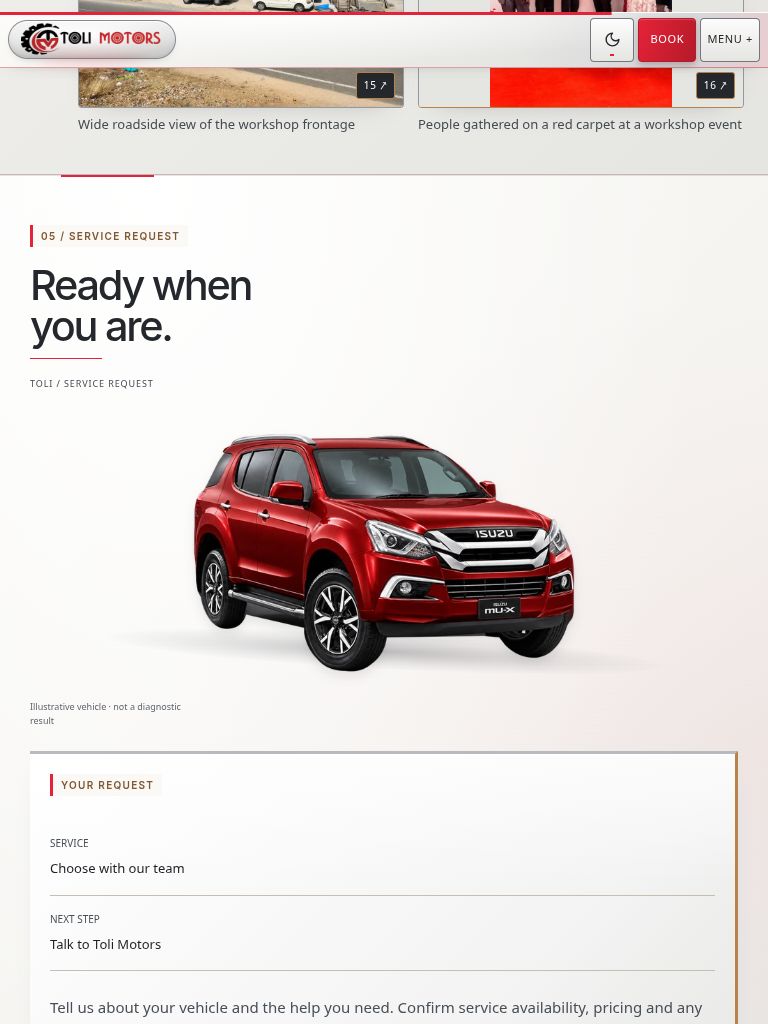 TOLI MOTORS
BOOK
MENU +
15 ↗
16 ↗
Wide roadside view of the workshop frontage
People gathered on a red carpet at a workshop event
05 / SERVICE REQUEST
Ready when
you are.
TOLI / SERVICE REQUEST
ISUZU
ISUZU
mu-X
Illustrative vehicle · not a diagnostic
result
YOUR REQUEST
SERVICE
Choose with our team
NEXT STEP
Talk to Toli Motors
Tell us about your vehicle and the help you need. Confirm service availability, pricing and any